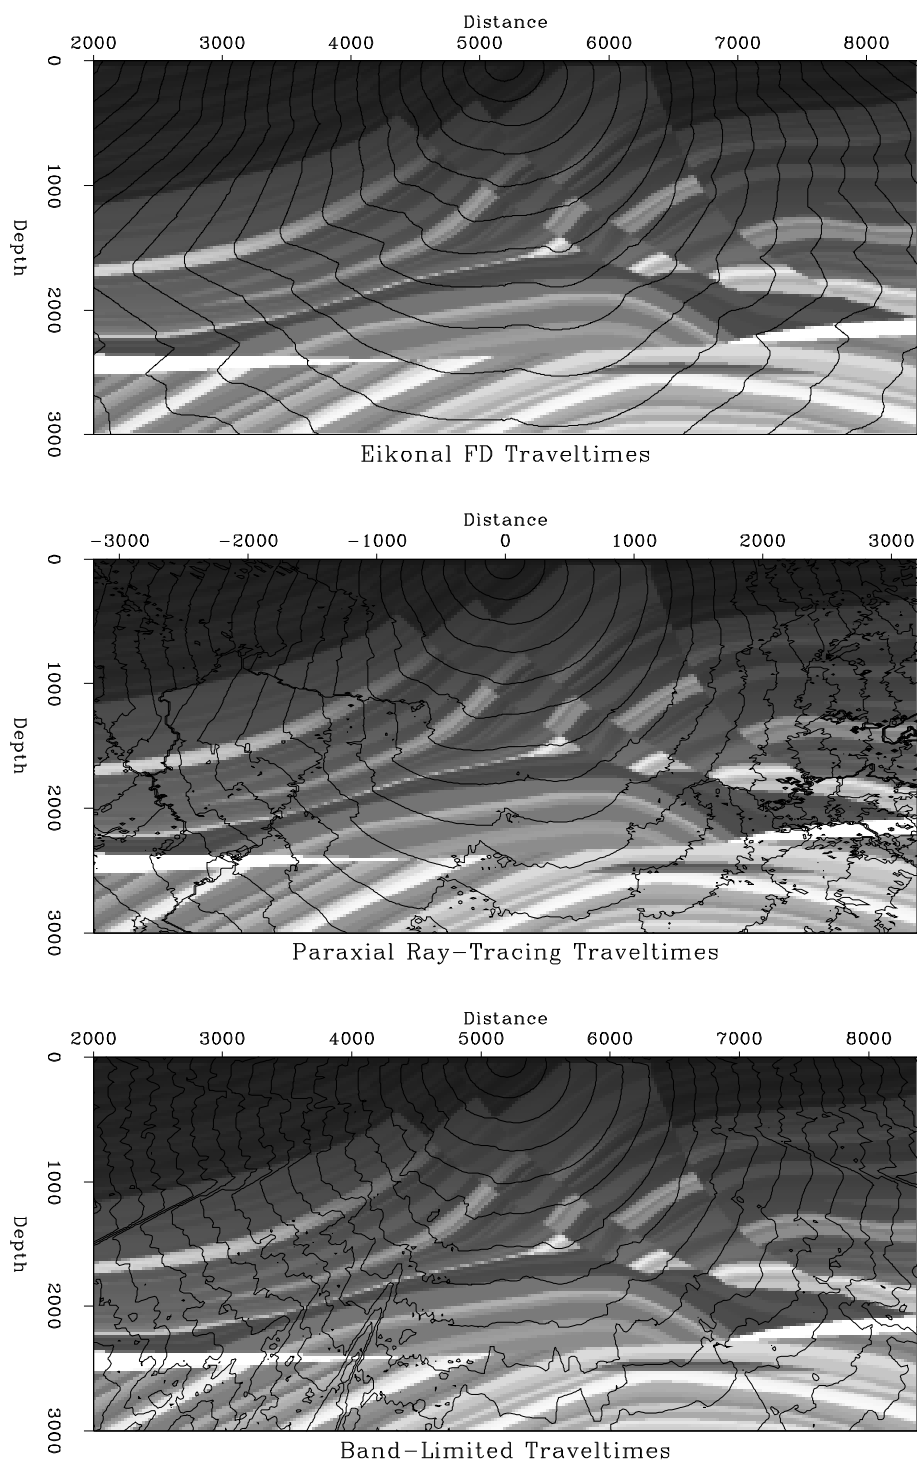 Distance
2000 3000 4000 5000 6000 7000 8000
0
1000
2000
3000
Depth
Eikonal FD Traveltimes
Distance
-3000 -2000 -1000 0 1000 2000 3000
0
1000
2000
3000
Depth
Paraxial Ray-Tracing Traveltimes
Distance
2000 3000 4000 5000 6000 7000 8000
0
1000
2000
3000
Depth
Band-Limited Traveltimes